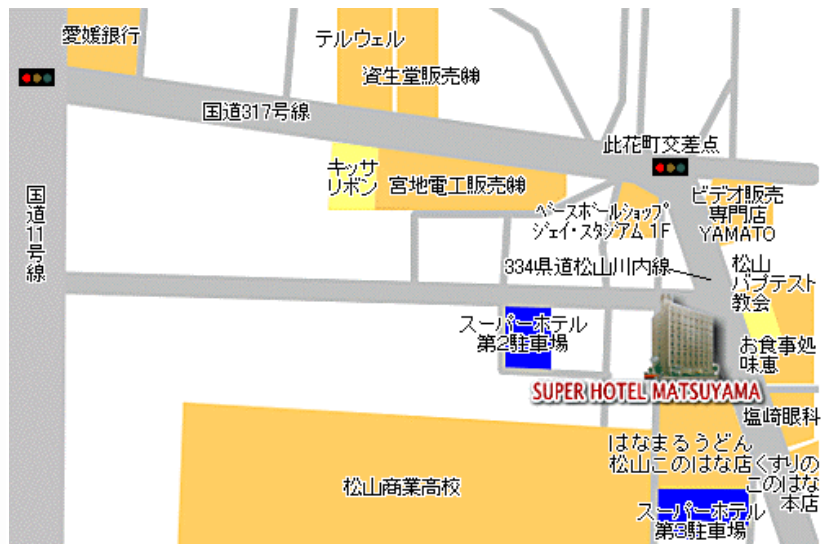 愛媛銀行
テルウェル
資生堂販売㈱
国道317号線
此花町交差点
キッサ
リボン
宮地電工販売㈱
ビデオ販売
専門店
YAMATO
国道11号線
ベースボールショップ
ジェイ・スタジアム 1F
334県道松山川内線
松山
バプテスト
教会
スーパーホテル
第2駐車場
お食事処
味恵
SUPER HOTEL MATSUYAMA
塩崎眼科
はなまるうどん
松山このはな店
くすりの
このはな
本店
松山商業高校
スーパーホテル
第3駐車場